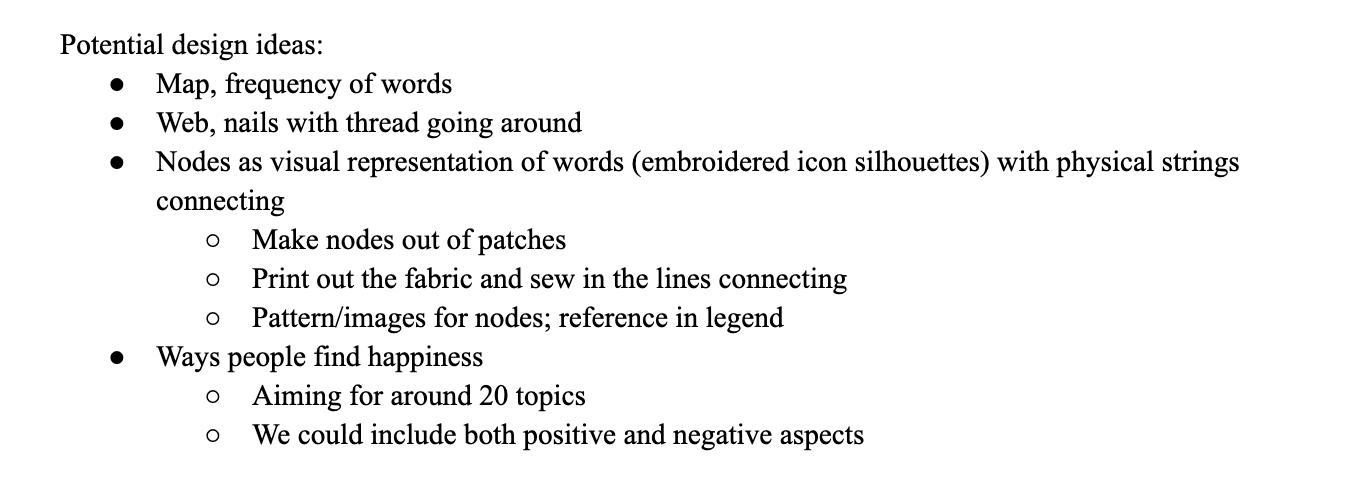 Potential design ideas:
● Map, frequency of words
● Web, nails with thread going around
● Nodes as visual representation of words (embroidered icon silhouettes) with physical strings
connecting
○ Make nodes out of patches
○ Print out the fabric and sew in the lines connecting
○ Pattern/images for nodes; reference in legend
● Ways people find happiness
○ Aiming for around 20 topics
○ We could include both positive and negative aspects